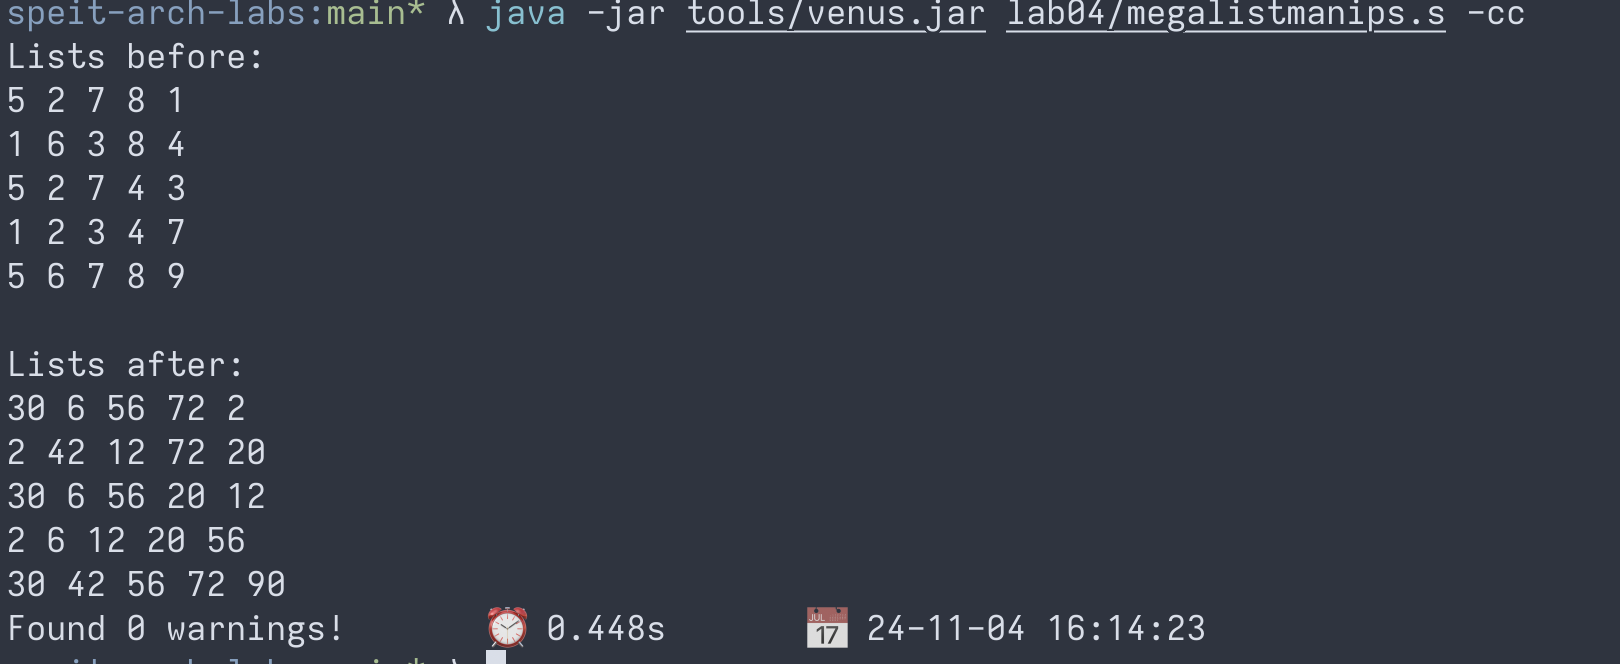 speit-arch-labs:main* λ java -jar tools/venus.jar lab04/megalistmanips.s -cc
Lists before:
5 2 7 8 1
1 6 3 8 4
5 2 7 4 3
1 2 3 4 7
5 6 7 8 9
Lists after:
30 6 56 72 2
2 42 12 72 20
30 6 56 20 12
2 6 12 20 56
30 42 56 72 90
Found 0 warnings! ⏰ 0.448s 📅 24-11-04 16:14:23